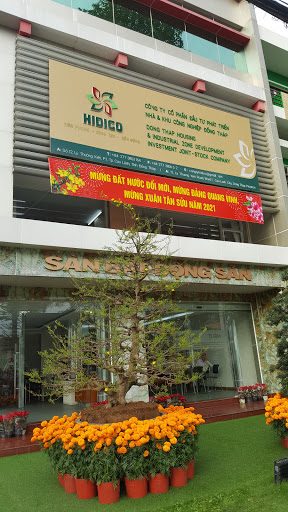 HIDICO
CÔNG TY CỔ PHẦN ĐẦU TƯ PHÁT TRIỂN
NHÀ & KHU CÔNG NGHIỆP ĐỒNG THÁP
DONG THAP HOUSING
& INDUSTRIAL ZONE DEVELOPMENT
INVESTMENT JOINT-STOCK COMPANY
MỪNG ĐẤT NƯỚC ĐỔI MỚI, MỪNG ĐẢNG QUANG VINH,
MỪNG XUÂN TÂN SỬU NĂM 2021
SÀN BẤT ĐỘNG SẢN